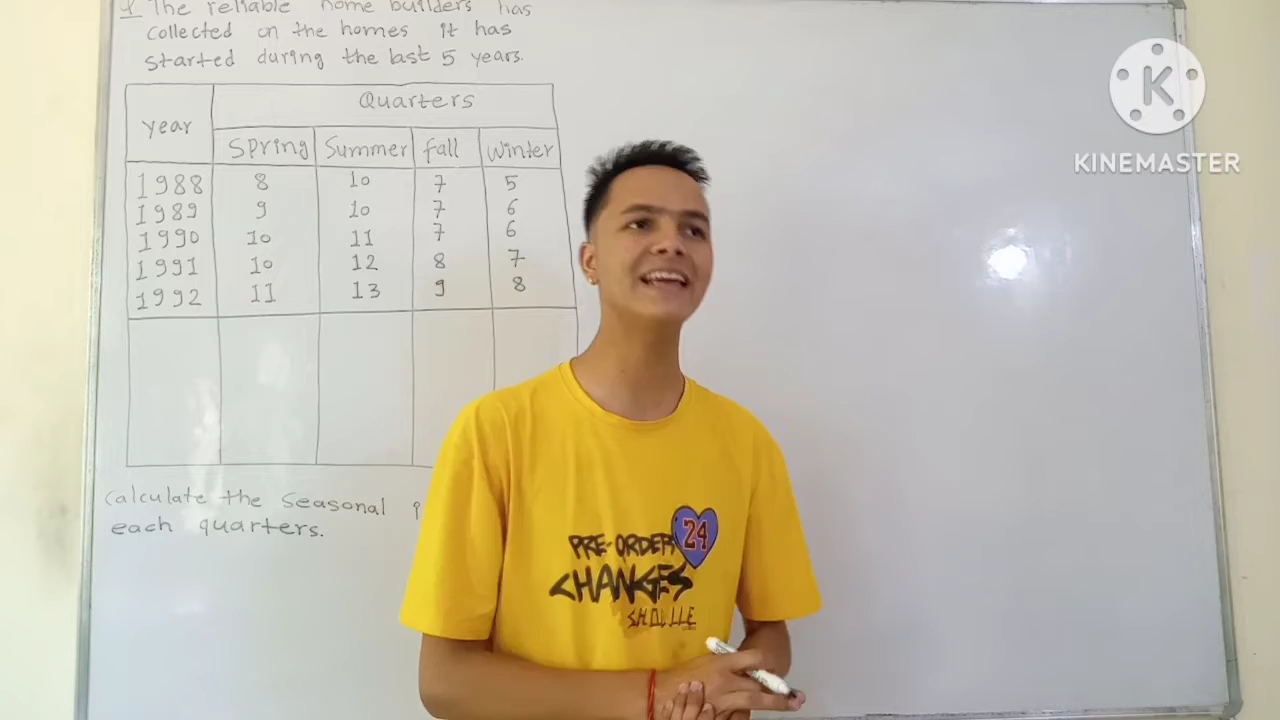 Q The reliable home builders has
collected on the homes it has
started during the last 5 years.
year Quarters
Spring Summer fall winter
1988 8 10 7 5
1989 9 10 7 6
1990 10 11 7 6
1991 10 12 8 7
1992 11 13 9 8
Calculate the seasonal
each quarters.
K
KINEMASTER
24
PRE-ORDER
CHANGES